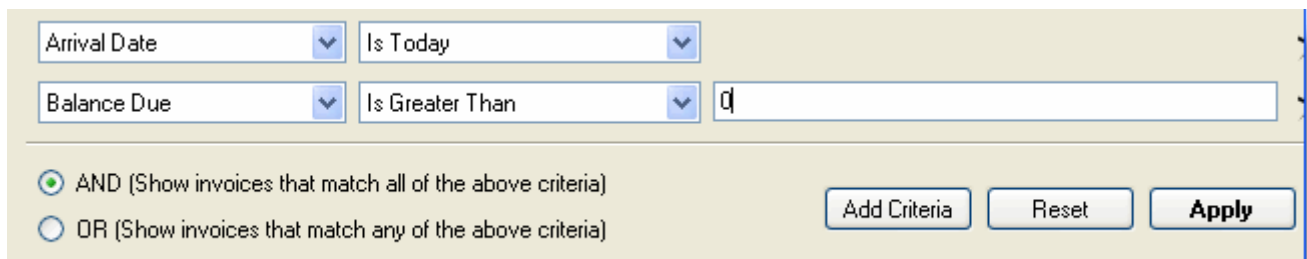 Arrival Date Is Today
Balance Due Is Greater Than 0
AND (Show invoices that match all of the above criteria)
OR (Show invoices that match any of the above criteria)
Add Criteria Reset Apply